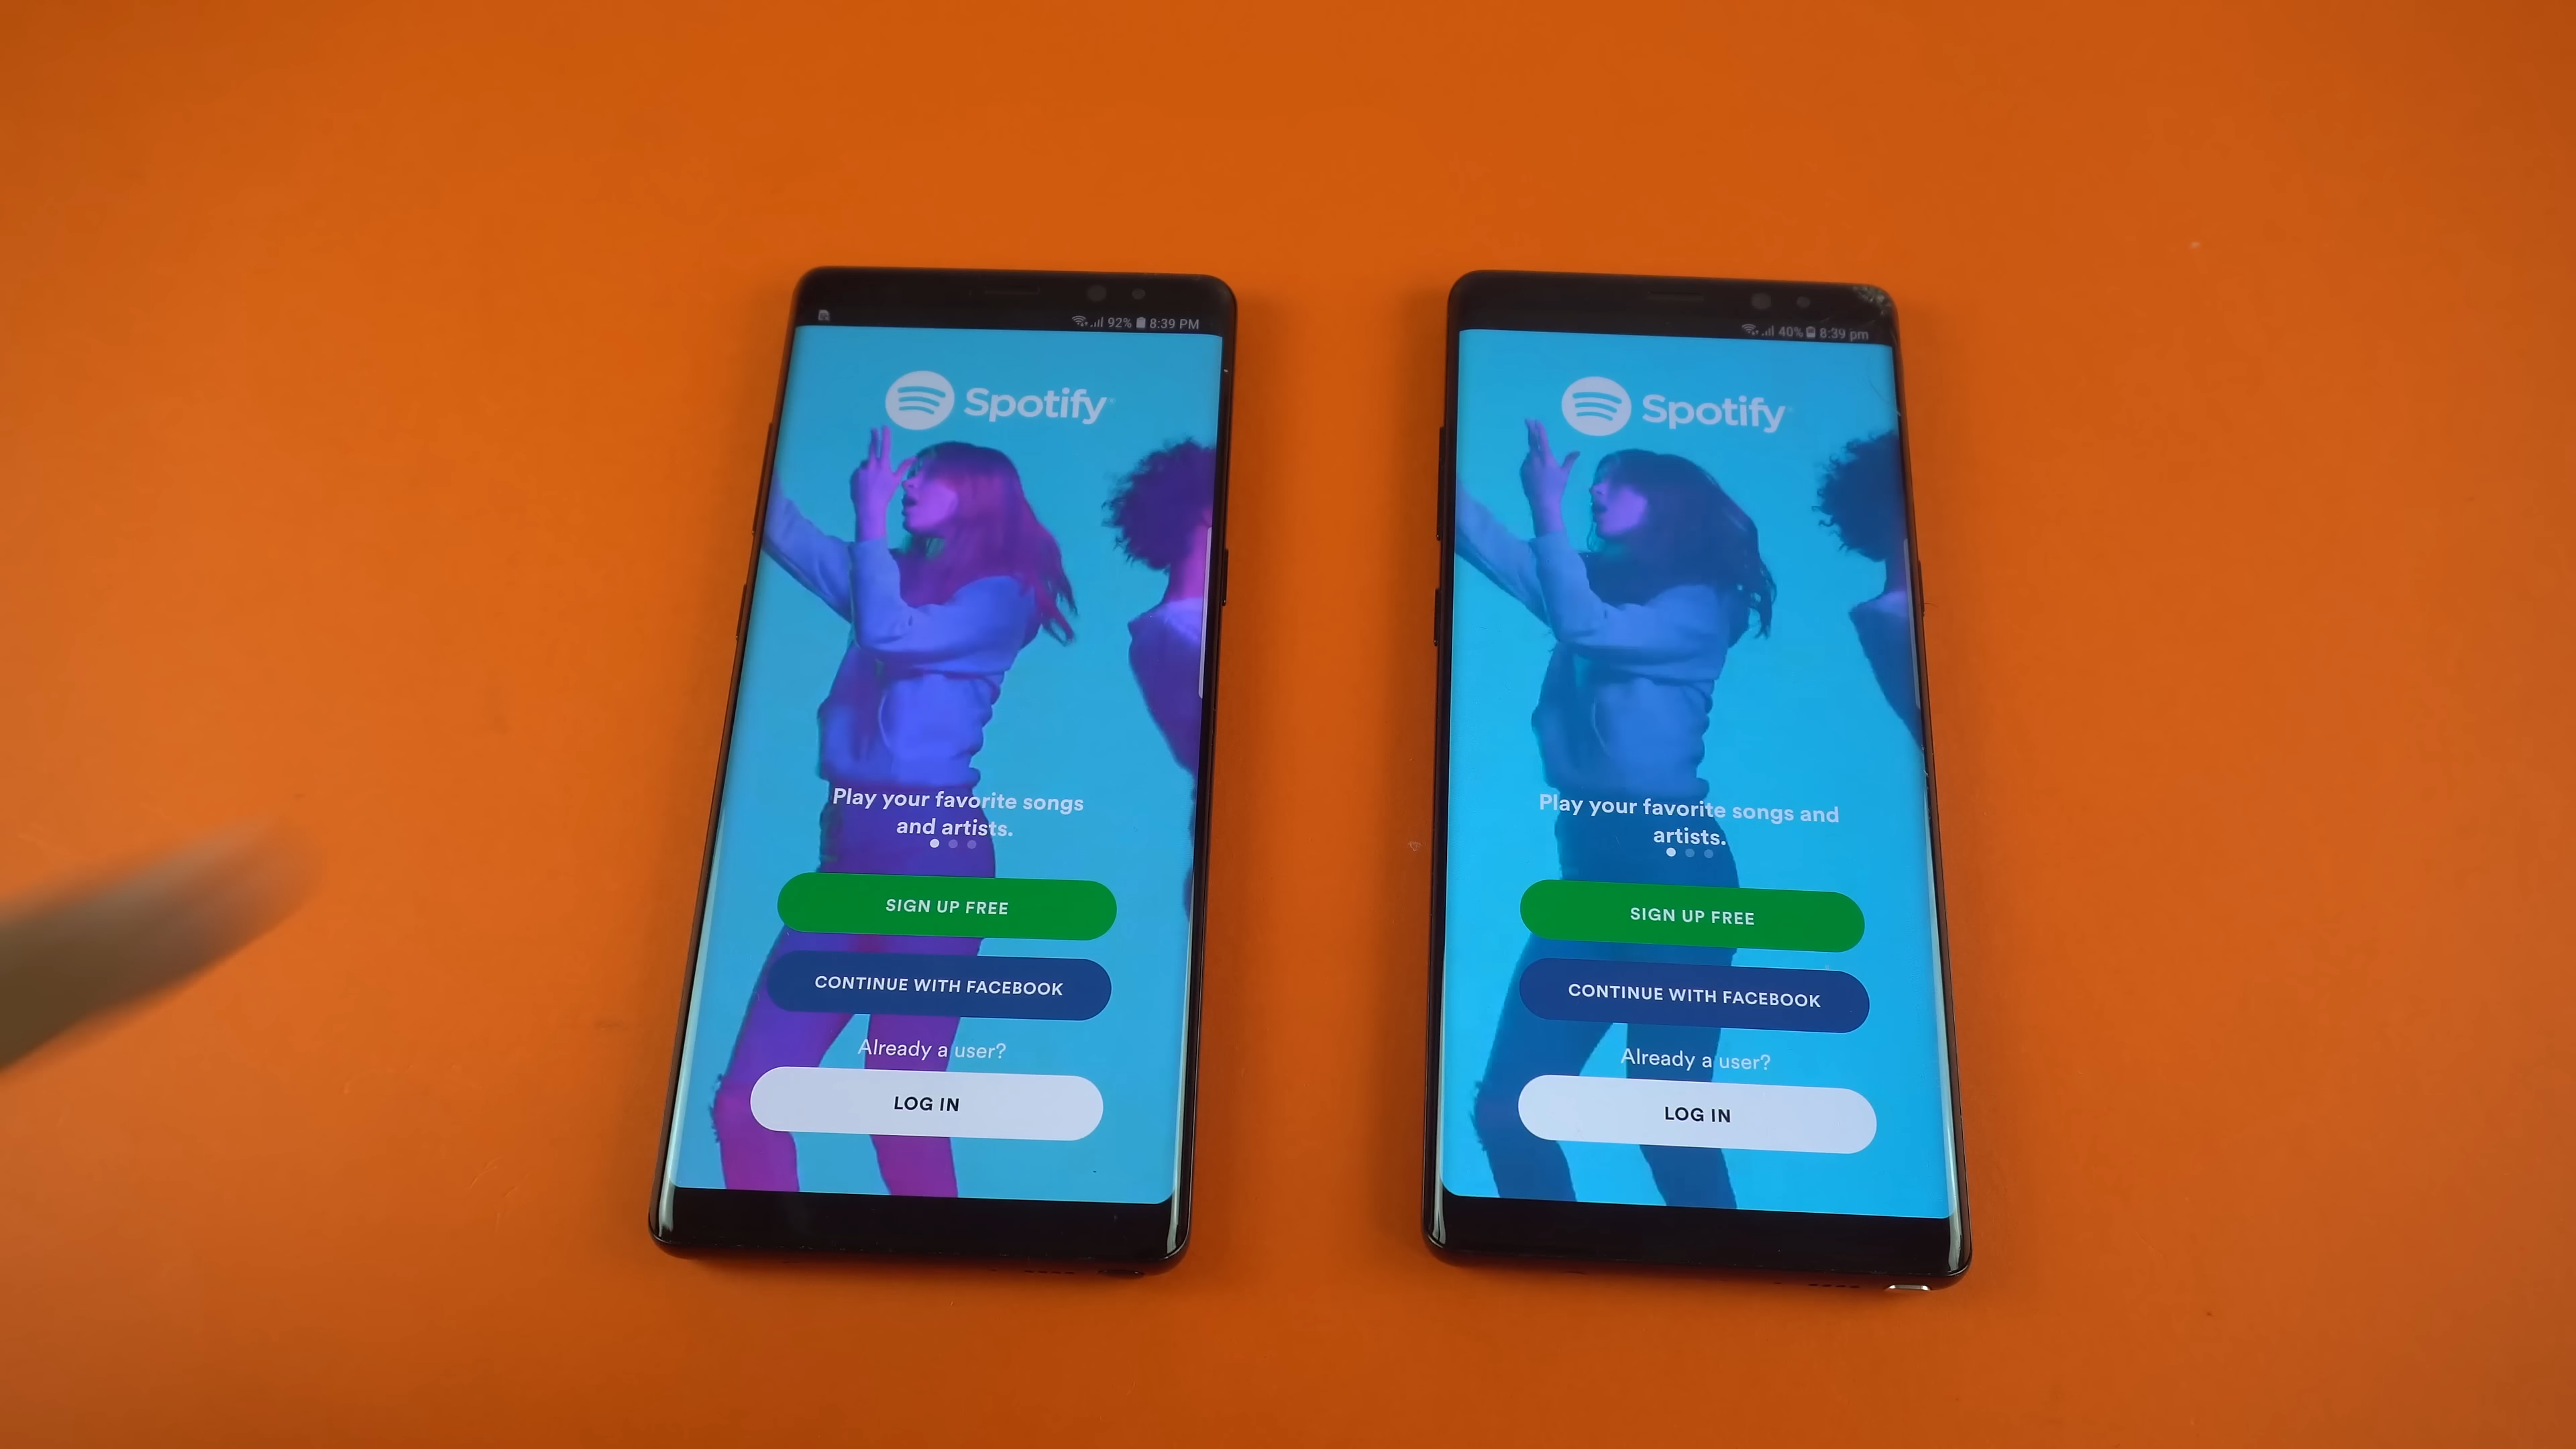 92% 8:39 PM
Spotify
Play your favorite songs
and artists.
SIGN UP FREE
CONTINUE WITH FACEBOOK
Already a user?
LOG IN
40% 8:39 pm
Spotify
Play your favorite songs and
artists.
SIGN UP FREE
CONTINUE WITH FACEBOOK
Already a user?
LOG IN